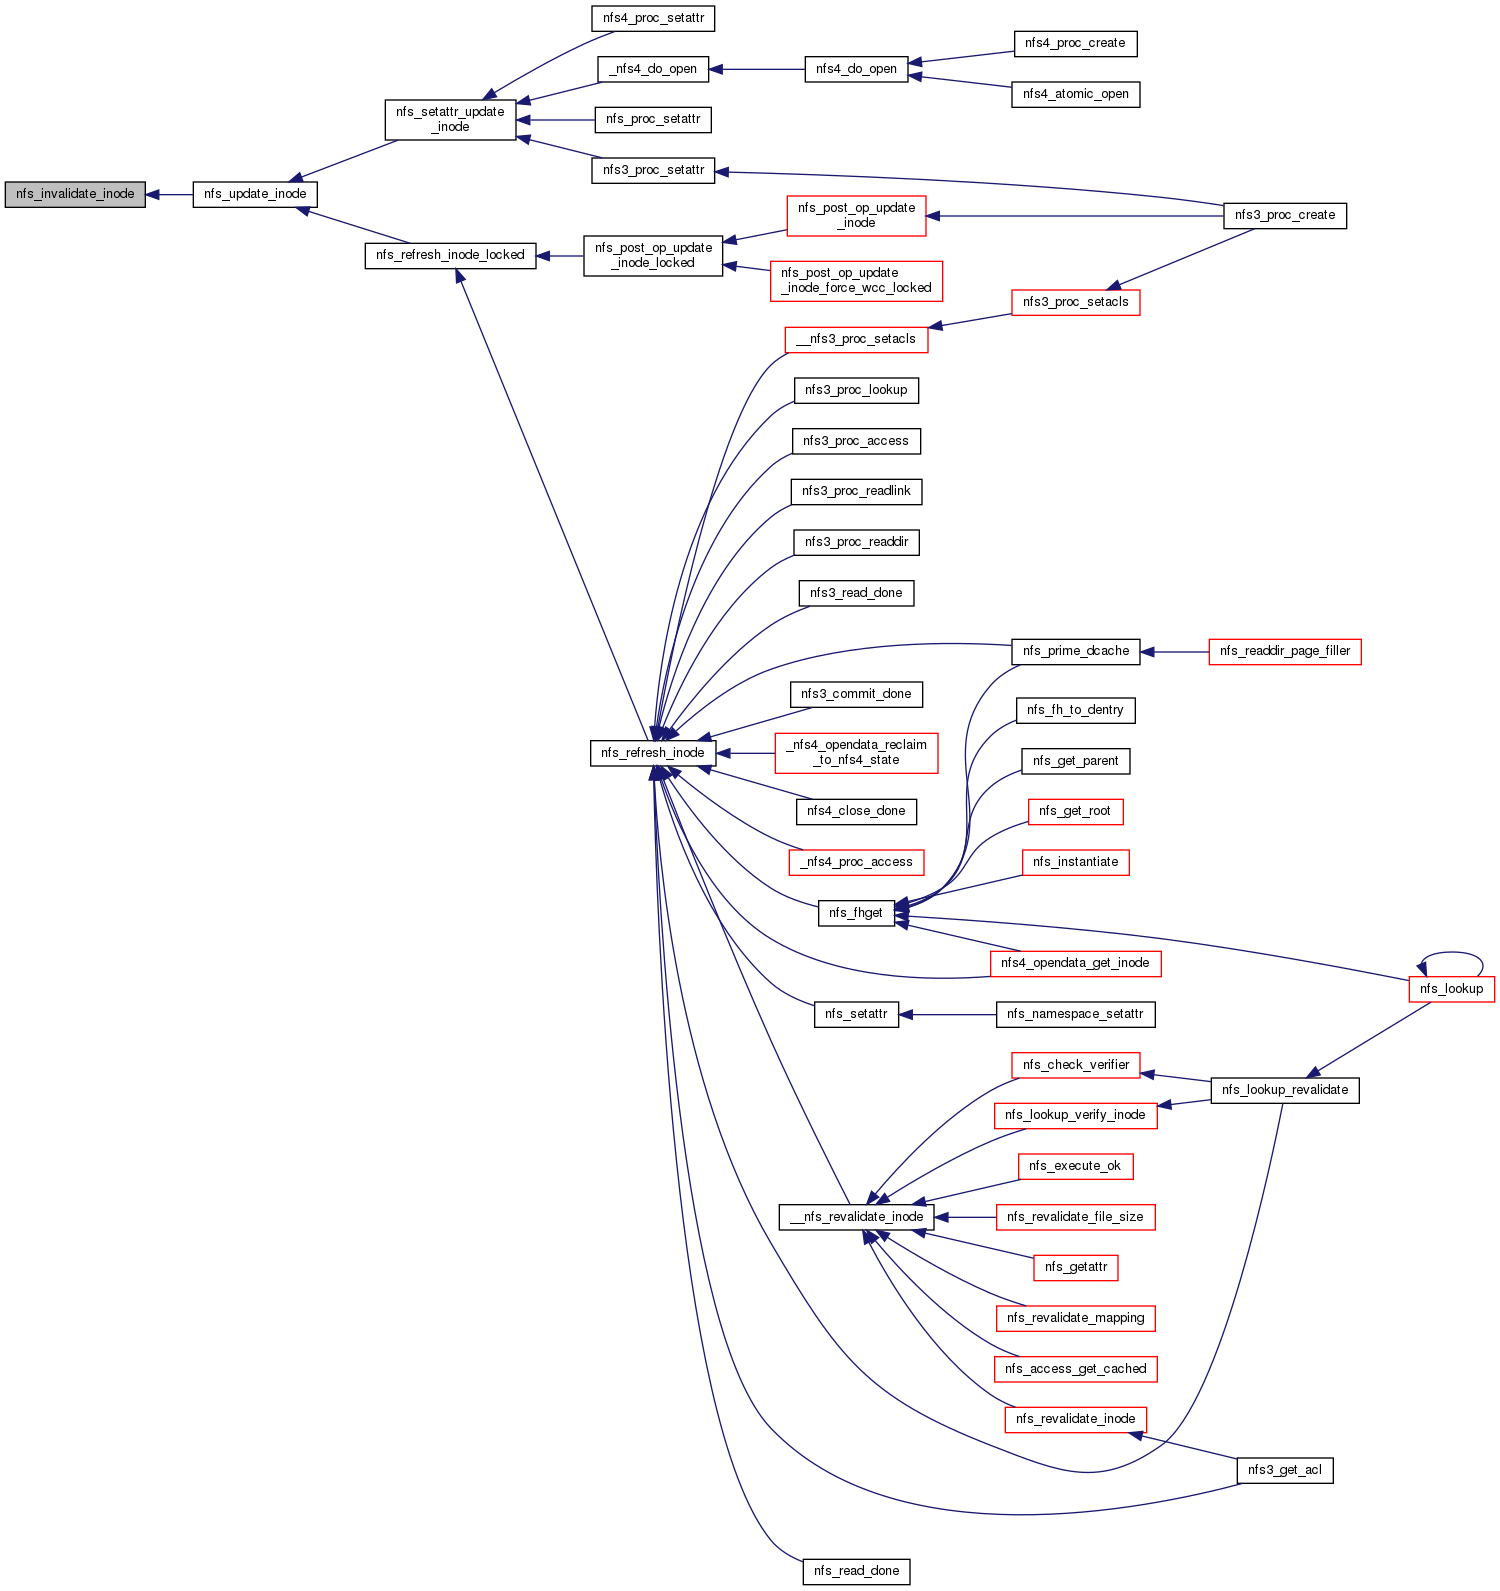 nfs4_proc_setattr
nfs4_proc_create
_nfs4_do_open
nfs4_do_open
nfs4_atomic_open
nfs_setattr_update
_inode
nfs_proc_setattr
nfs3_proc_setattr
nfs_invalidate_inode
nfs_update_inode
nfs_post_op_update
_inode
nfs3_proc_create
nfs_refresh_inode_locked
nfs_post_op_update
_inode_locked
nfs_post_op_update
_inode_force_wcc_locked
nfs3_proc_setacls
__nfs3_proc_setacls
nfs3_proc_lookup
nfs3_proc_access
nfs3_proc_readlink
nfs3_proc_readdir
nfs3_read_done
nfs_prime_dcache
nfs_readdir_page_filler
nfs3_commit_done
nfs_fh_to_dentry
nfs_refresh_inode
_nfs4_opendata_reclaim
_to_nfs4_state
nfs_get_parent
nfs4_close_done
nfs_get_root
_nfs4_proc_access
nfs_instantiate
nfs_fhget
nfs4_opendata_get_inode
nfs_lookup
nfs_setattr
nfs_namespace_setattr
nfs_check_verifier
nfs_lookup_revalidate
nfs_lookup_verify_inode
nfs_execute_ok
__nfs_revalidate_inode
nfs_revalidate_file_size
nfs_getattr
nfs_revalidate_mapping
nfs_access_get_cached
nfs_revalidate_inode
nfs3_get_acl
nfs_read_done